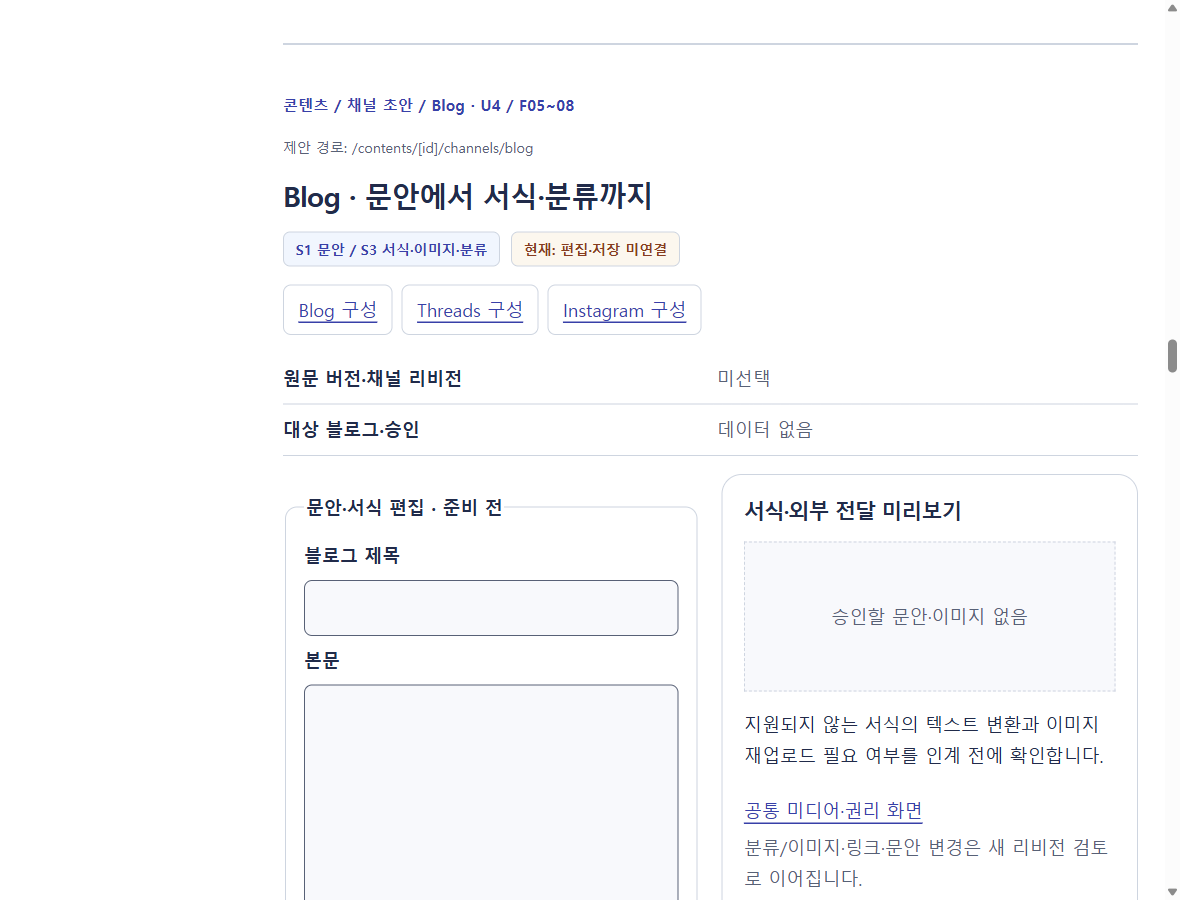 콘텐츠 / 채널 초안 / Blog · U4 / F05~08
제안 경로: /contents/[id]/channels/blog
Blog · 문안에서 서식·분류까지
S1 문안 / S3 서식·이미지·분류
현재: 편집·저장 미연결
Blog 구성
Threads 구성
Instagram 구성
원문 버전·채널 리비전
미선택
대상 블로그·승인
데이터 없음
문안·서식 편집 · 준비 전
블로그 제목
본문
서식·외부 전달 미리보기
승인할 문안·이미지 없음
지원되지 않는 서식의 텍스트 변환과 이미지
재업로드 필요 여부를 인계 전에 확인합니다.
공통 미디어·권리 화면
분류/이미지·링크·문안 변경은 새 리비전 검토
로 이어집니다.